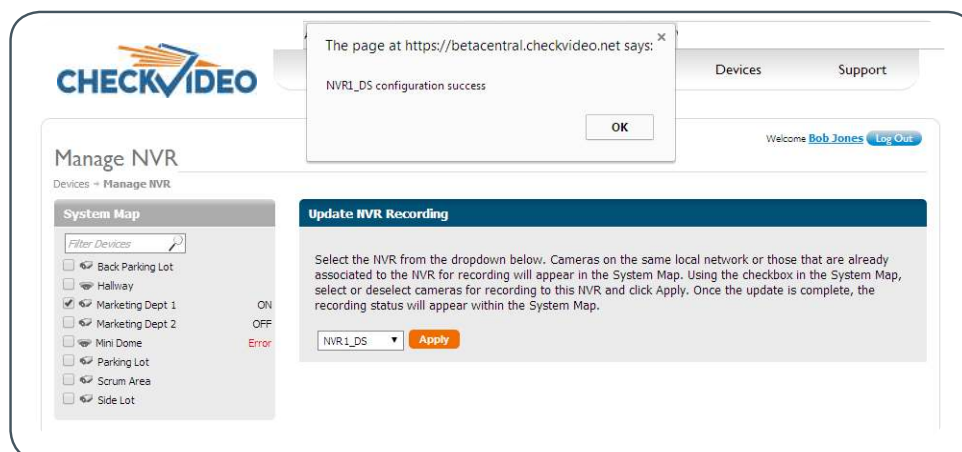 CHECKVIDEO
The page at https://betacentral.checkvideo.net says:
×
NVR1_DS configuration success
OK
Devices
Support
Welcome Bob Jones Log Out
Manage NVR
Devices → Manage NVR
System Map
Filter Devices
Back Parking Lot
Hallway
Marketing Dept 1 ON
Marketing Dept 2 OFF
Mini Dome Error
Parking Lot
Scrum Area
Side Lot
Update NVR Recording
Select the NVR from the dropdown below. Cameras on the same local network or those that are already
associated to the NVR for recording will appear in the System Map. Using the checkbox in the System Map,
select or deselect cameras for recording to this NVR and click Apply. Once the update is complete, the
recording status will appear within the System Map.
NVR1_DS Apply